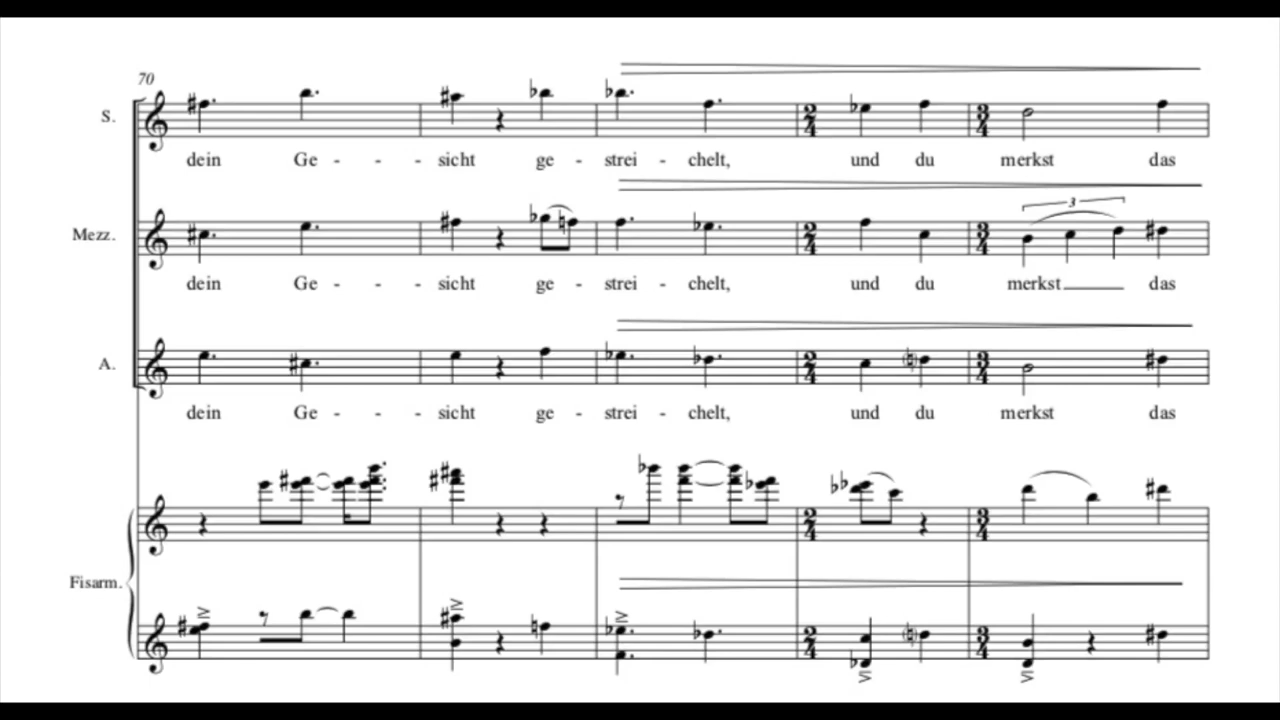 70
S.
dein Ge - - - sicht ge - strei - chelt, und du merkst das
3
Mezz.
dein Ge - - - sicht ge - strei - chelt, und du merkst das
A.
dein Ge - - - sicht ge - strei - chelt, und du merkst das
Fisarm.